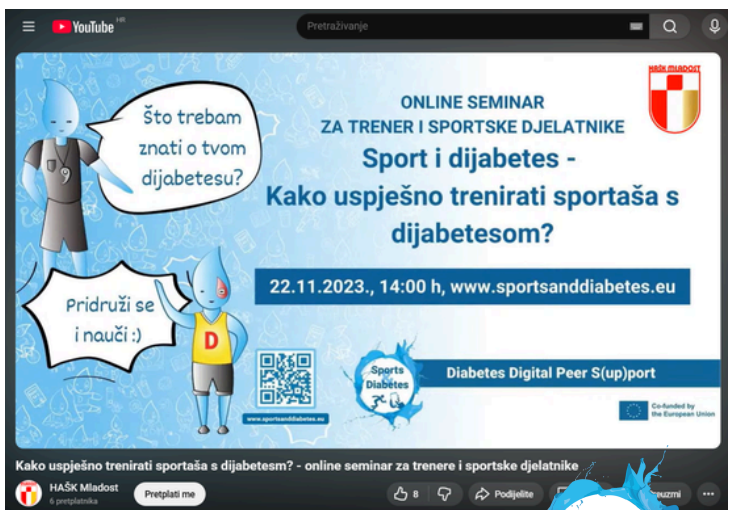 YouTube HR
Pretraživanje
HAŠK MLADOST
Što trebam
znati o tvom
dijabetesu?
ONLINE SEMINAR
ZA TRENER I SPORTSKE DJELATNIKE
Sport i dijabetes -
Kako uspješno trenirati sportaša s
dijabetesom?
22.11.2023., 14:00 h, www.sportsanddiabetes.eu
Pridruži se
i nauči :)
D
www.sportsanddiabetes.eu
Sports
Diabetes
Diabetes Digital Peer S(up)port
Co-funded by
the European Union
Kako uspješno trenirati sportaša s dijabetesm? - online seminar za trenere i sportske djelatnike
HAŠK Mladost
6 pretplatnika
Pretplati me
8
Podijelite